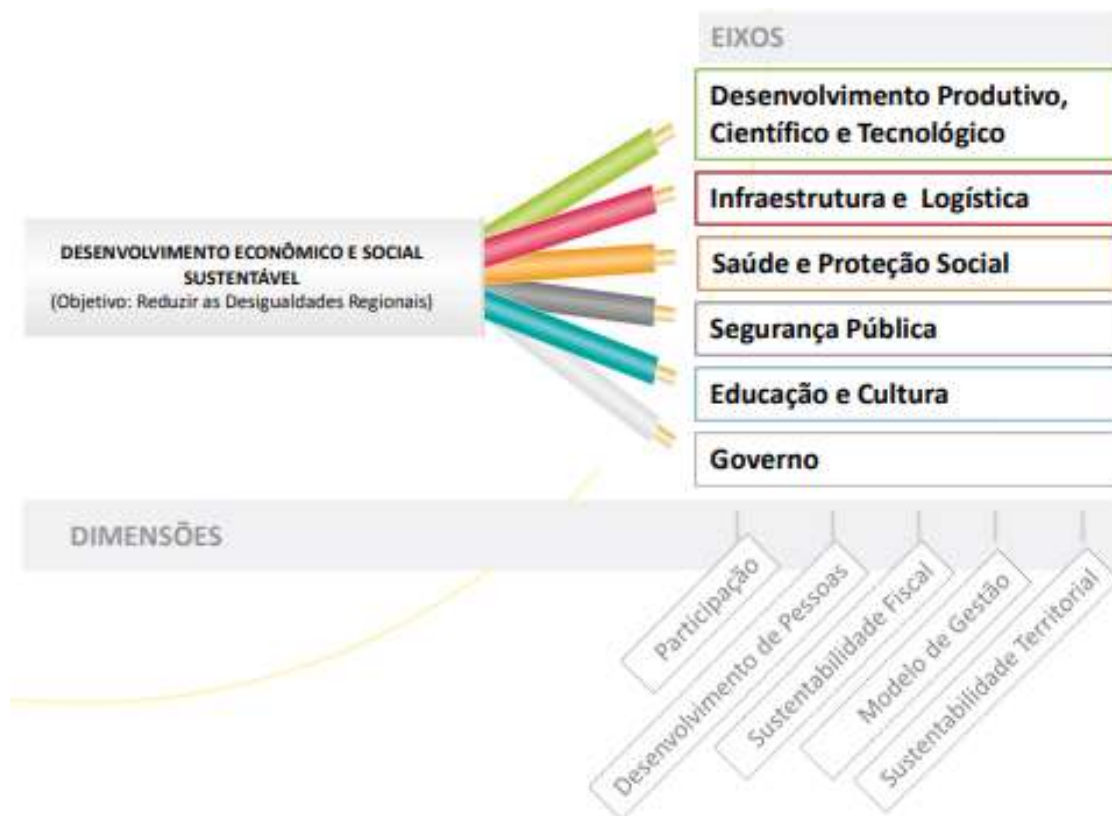 EIXOS
Desenvolvimento Produtivo,
Científico e Tecnológico
Infraestrutura e Logística
DESENVOLVIMENTO ECONÔMICO E SOCIAL
SUSTENTÁVEL
(Objetivo: Reduzir as Desigualdades Regionais)
Saúde e Proteção Social
Segurança Pública
Educação e Cultura
Governo
DIMENSÕES
Participação
Desenvolvimento de Pessoas
Sustentabilidade Fiscal
Modelo de Gestão
Sustentabilidade Territorial